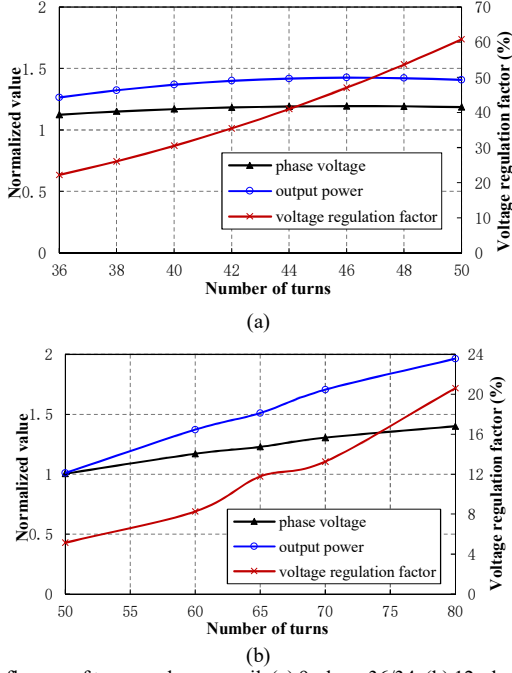 (a)
2
1.5
1
0.5
0
70
60
50
40
30
20
10
0
36 38 40 42 44 46 48 50
Normalized value
Voltage regulation factor (%)
phase voltage
output power
voltage regulation factor
Number of turns
(a)
2
1.5
1
0.5
0
24
20
16
12
8
4
0
50 55 60 65 70 75 80
Normalized value
Voltage regulation factor (%)
phase voltage
output power
voltage regulation factor
Number of turns
(b)